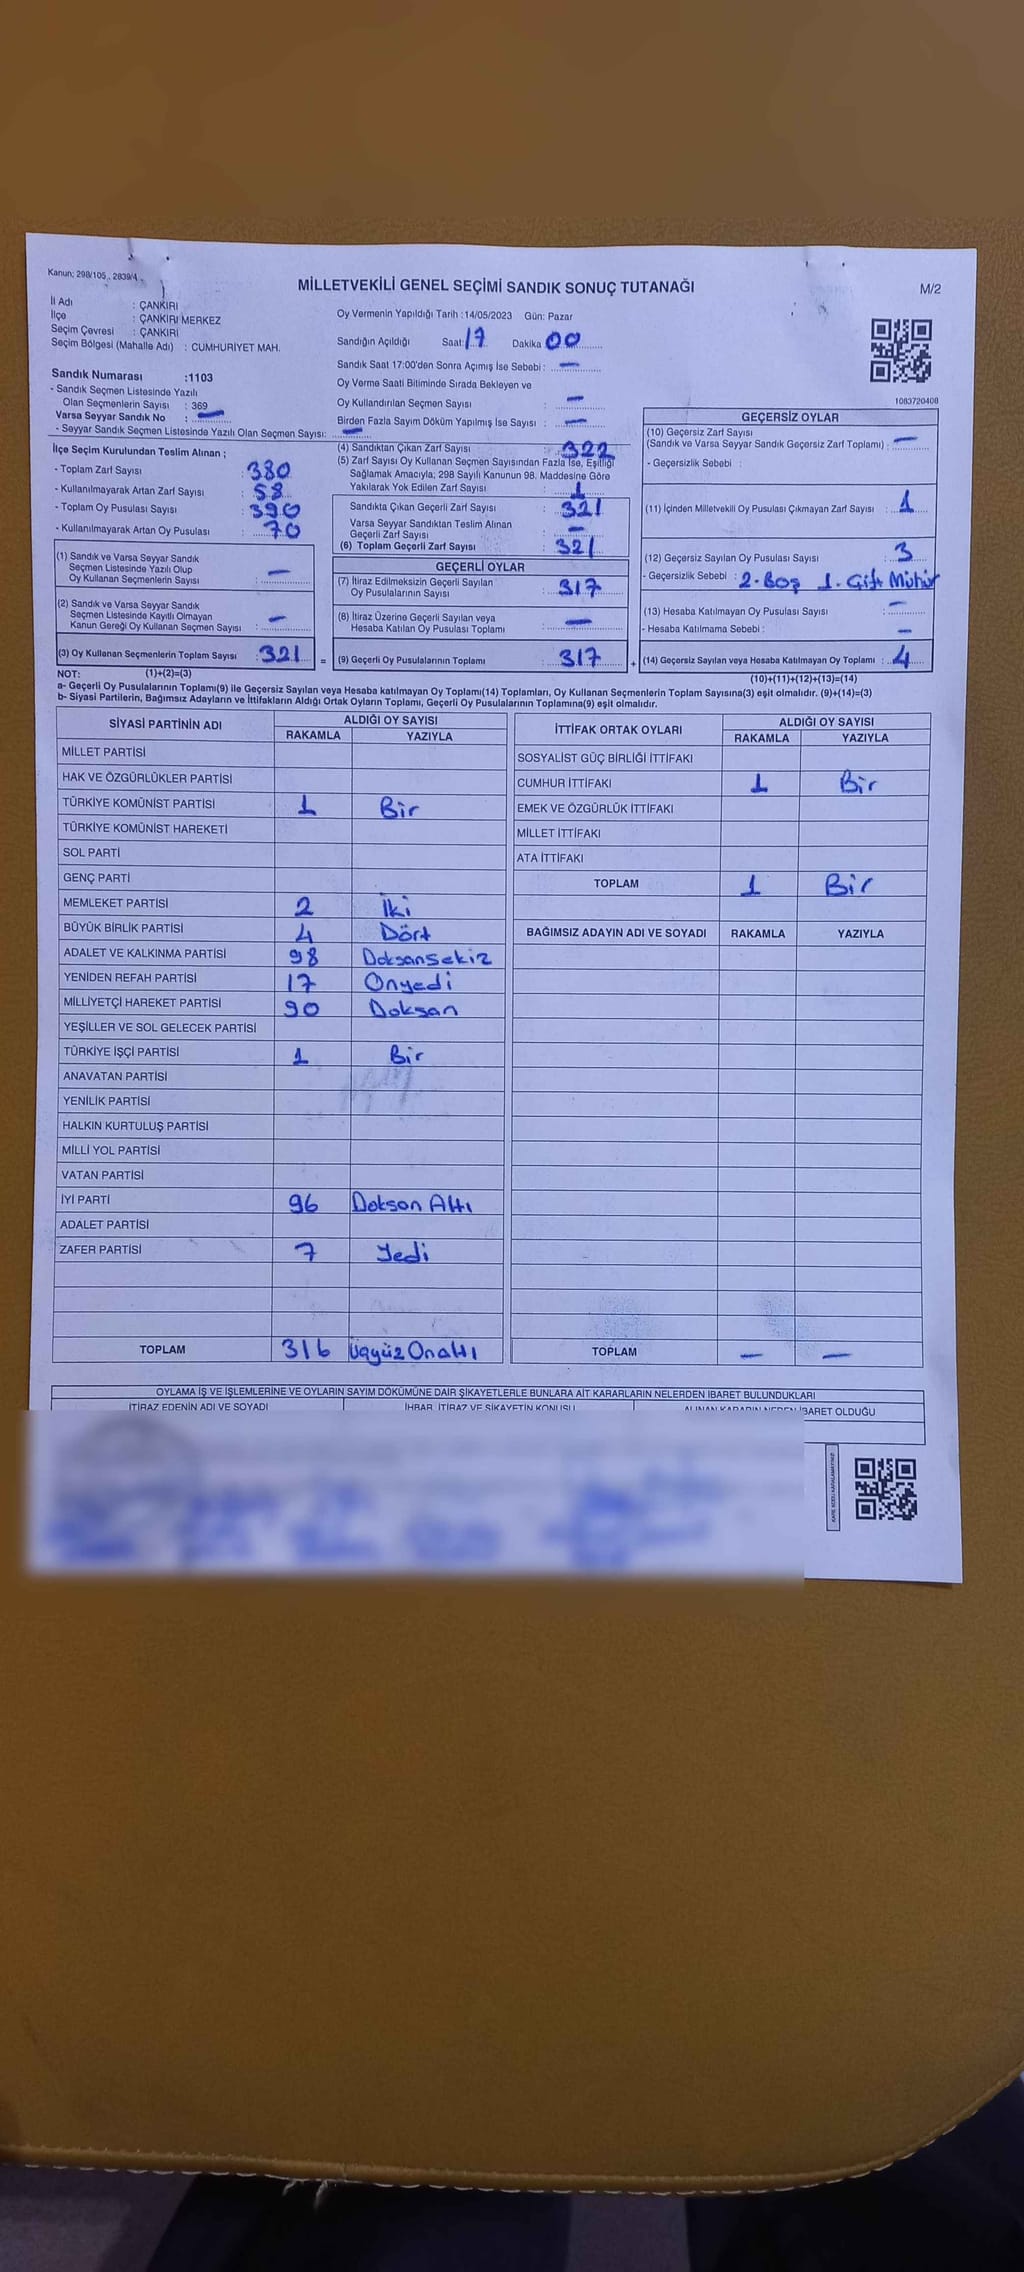 Kanun; 298/105 , 2839/4
MİLLETVEKİLİ GENEL SEÇİMİ SANDIK SONUÇ TUTANAĞI
M/2
İl Adı : ÇANKIRI
İlçe : ÇANKIRI MERKEZ
Seçim Çevresi : ÇANKIRI
Seçim Bölgesi (Mahalle Adı) : CUMHURİYET MAH.
Sandık Numarası :1103
- Sandık Seçmen Listesinde Yazılı
Olan Seçmenlerin Sayısı : 369
Varsa Seyyar Sandık No : —
- Seyyar Sandık Seçmen Listesinde Yazılı Olan Seçmen Sayısı: —
Oy Vermenin Yapıldığı Tarih :14/05/2023 Gün: Pazar
Sandığın Açıldığı Saat: 17 Dakika 00
Sandık Saat 17:00'den Sonra Açımış İse Sebebi : —
Oy Verme Saati Bitiminde Sırada Bekleyen ve
Oy Kullandırılan Seçmen Sayısı : —
Birden Fazla Sayım Döküm Yapılmış İse Sayısı : —
1083720408
İlçe Seçim Kurulundan Teslim Alınan ;
- Toplam Zarf Sayısı : 380
- Kullanılmayarak Artan Zarf Sayısı : 58
- Toplam Oy Pusulası Sayısı : 390
- Kullanılmayarak Artan Oy Pusulası : 70
(4) Sandıktan Çıkan Zarf Sayısı : 322
(5) Zarf Sayısı Oy Kullanan Seçmen Sayısından Fazla İse, Eşitliği
Sağlamak Amacıyla; 298 Sayılı Kanunun 98. Maddesine Göre
Yakılarak Yok Edilen Zarf Sayısı : 1
Sandıkta Çıkan Geçerli Zarf Sayısı : 321
Varsa Seyyar Sandıktan Teslim Alınan
Geçerli Zarf Sayısı : —
(6) Toplam Geçerli Zarf Sayısı : 321
GEÇERSİZ OYLAR
(10) Geçersiz Zarf Sayısı
(Sandık ve Varsa Seyyar Sandık Geçersiz Zarf Toplamı) : —
- Geçersizlik Sebebi :
(11) İçinden Milletvekili Oy Pusulası Çıkmayan Zarf Sayısı : 1
(12) Geçersiz Sayılan Oy Pusulası Sayısı : 3
- Geçersizlik Sebebi : 2-Boş 1-Çift Mühür
(13) Hesaba Katılmayan Oy Pusulası Sayısı : —
- Hesaba Katılmama Sebebi : —
(14) Geçersiz Sayılan veya Hesaba Katılmayan Oy Toplamı : 4
(10)+(11)+(12)+(13)=(14)
(1) Sandık ve Varsa Seyyar Sandık
Seçmen Listesinde Yazılı Olup
Oy Kullanan Seçmenlerin Sayısı : —
(2) Sandık ve Varsa Seyyar Sandık
Seçmen Listesinde Kayıtlı Olmayan
Kanun Gereği Oy Kullanan Seçmen Sayısı : —
(3) Oy Kullanan Seçmenlerin Toplam Sayısı : 321 =
GEÇERLİ OYLAR
(7) İtiraz Edilmeksizin Geçerli Sayılan
Oy Pusulalarının Sayısı : 317
(8) İtiraz Üzerine Geçerli Sayılan veya
Hesaba Katılan Oy Pusulası Toplamı : —
(9) Geçerli Oy Pusulalarının Toplamı : 317 +
NOT: (1)+(2)=(3)
a- Geçerli Oy Pusulalarının Toplamı(9) ile Geçersiz Sayılan veya Hesaba katılmayan Oy Toplamı(14) Toplamları, Oy Kullanan Seçmenlerin Toplam Sayısına(3) eşit olmalıdır. (9)+(14)=(3)
b- Siyasi Partilerin, Bağımsız Adayların ve İttifakların Aldığı Ortak Oyların Toplamı, Geçerli Oy Pusulalarının Toplamına(9) eşit olmalıdır.
SİYASİ PARTİNİN ADI ALDIĞI OY SAYISI
RAKAMLA YAZIYLA
MİLLET PARTİSİ
HAK VE ÖZGÜRLÜKLER PARTİSİ
TÜRKİYE KOMÜNİST PARTİSİ 1 Bir
TÜRKİYE KOMÜNİST HAREKETİ
SOL PARTİ
GENÇ PARTİ
MEMLEKET PARTİSİ 2 İki
BÜYÜK BİRLİK PARTİSİ 4 Dört
ADALET VE KALKINMA PARTİSİ 98 Doksansekiz
YENİDEN REFAH PARTİSİ 17 Onyedi
MİLLİYETÇİ HAREKET PARTİSİ 90 Doksan
YEŞİLLER VE SOL GELECEK PARTİSİ
TÜRKİYE İŞÇİ PARTİSİ 1 Bir
ANAVATAN PARTİSİ
YENİLİK PARTİSİ
HALKIN KURTULUŞ PARTİSİ
MİLLİ YOL PARTİSİ
VATAN PARTİSİ
İYİ PARTİ 96 Doksan Altı
ADALET PARTİSİ
ZAFER PARTİSİ 7 Yedi
TOPLAM 316 üçyüz Onaltı
İTTİFAK ORTAK OYLARI ALDIĞI OY SAYISI
RAKAMLA YAZIYLA
SOSYALİST GÜÇ BİRLİĞİ İTTİFAKI
CUMHUR İTTİFAKI 1 Bir
EMEK VE ÖZGÜRLÜK İTTİFAKI
MİLLET İTTİFAKI
ATA İTTİFAKI
TOPLAM 1 Bir
BAĞIMSIZ ADAYIN ADI VE SOYADI RAKAMLA YAZIYLA
TOPLAM — —
OYLAMA İŞ VE İŞLEMLERİNE VE OYLARIN SAYIM DÖKÜMÜNE DAİR ŞİKAYETLERLE BUNLARA AİT KARARLARIN NELERDEN İBARET BULUNDUKLARI
İTİRAZ EDENİN ADI VE SOYADI İHBAR, İTİRAZ VE ŞİKAYETİN KONUSU ALINAN KARARIN NEDEN İBARET OLDUĞU